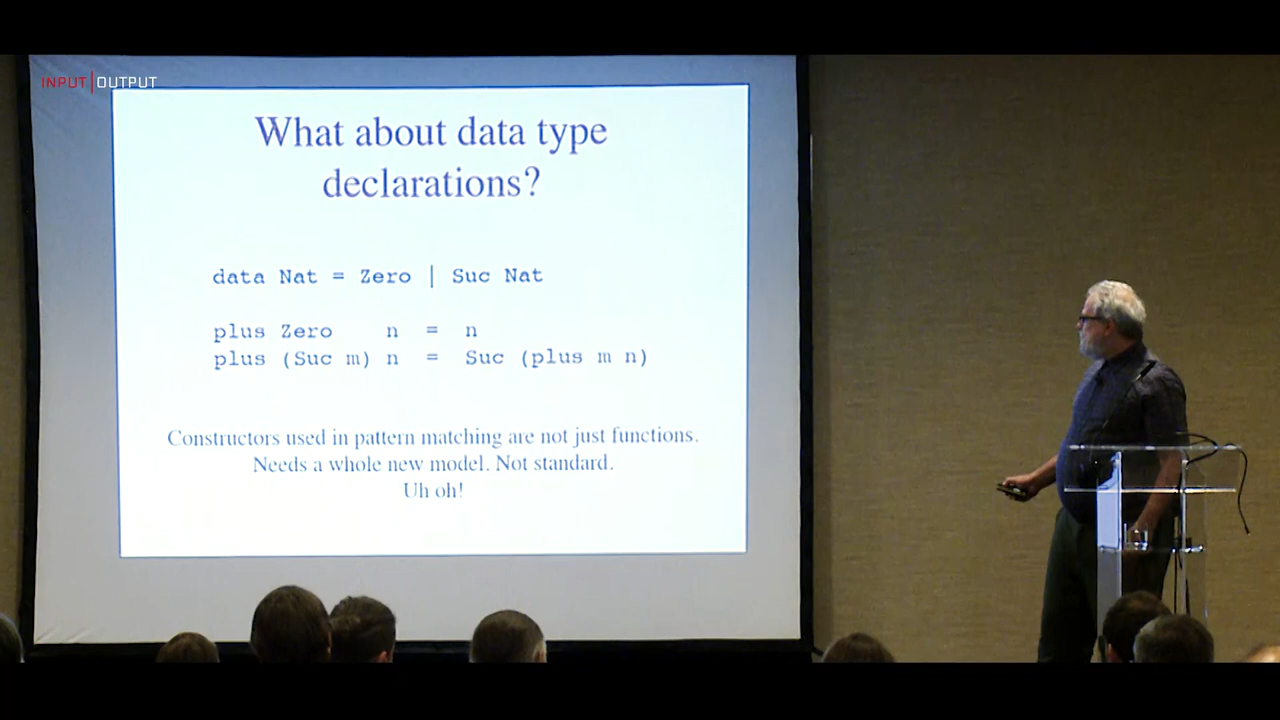 INPUT|OUTPUT
What about data type
declarations?
data Nat = Zero | Suc Nat
plus Zero n = n
plus (Suc m) n = Suc (plus m n)
Constructors used in pattern matching are not just functions.
Needs a whole new model. Not standard.
Uh oh!